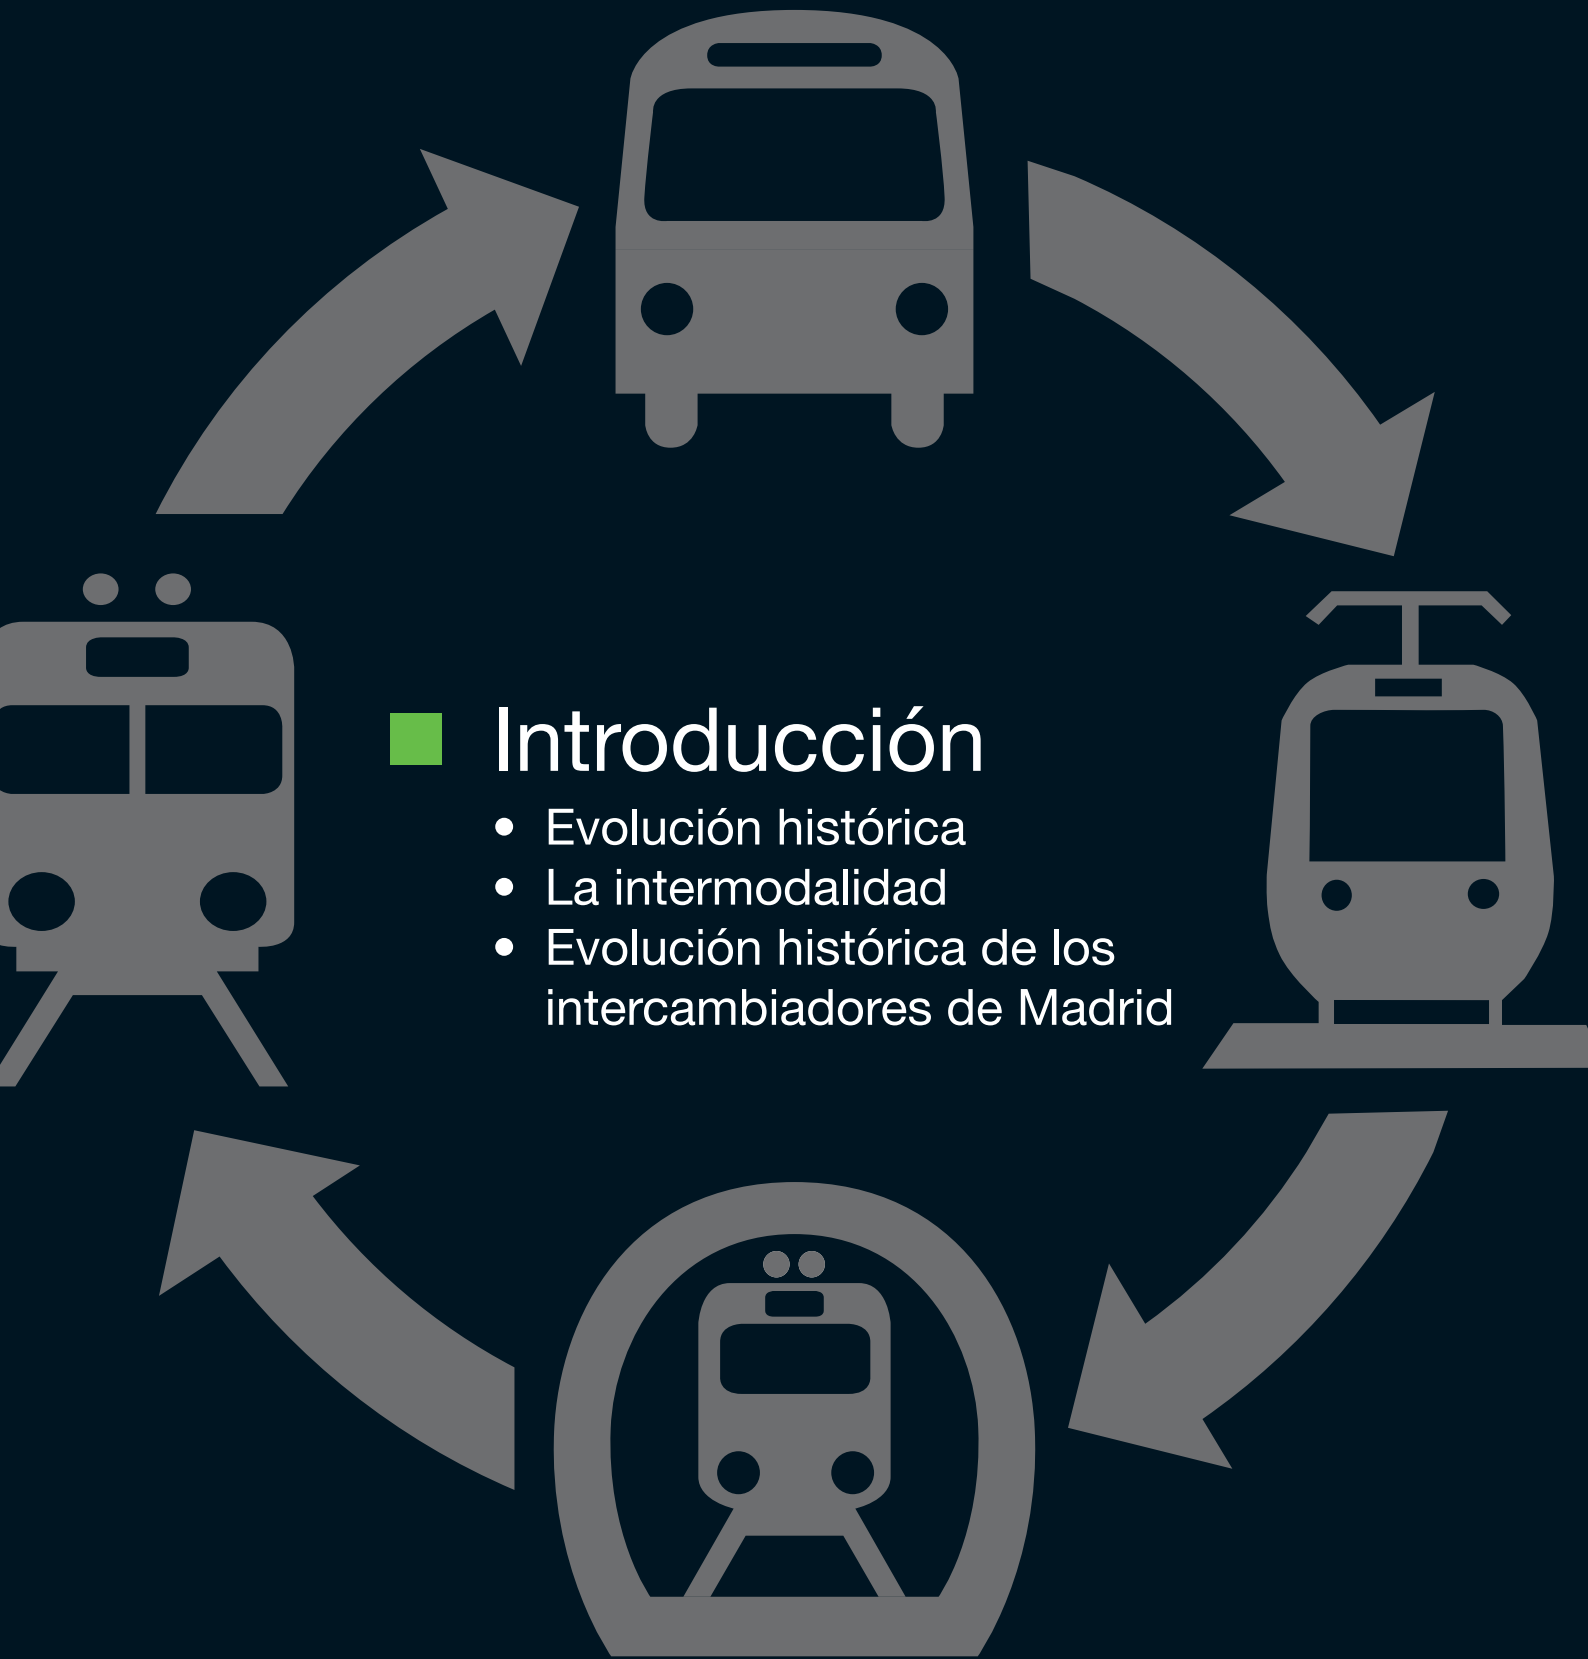 Introducción
• Evolución histórica
• La intermodalidad
• Evolución histórica de los
intercambiadores de Madrid